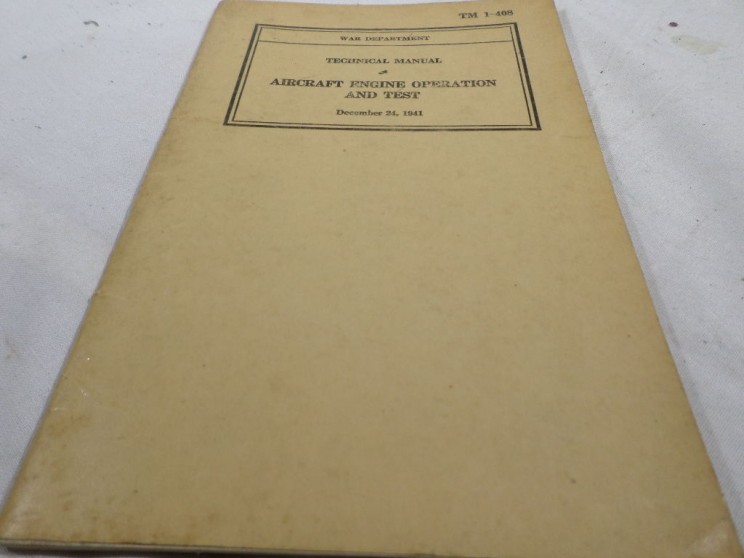 TM 1-408
WAR DEPARTMENT
TECHNICAL MANUAL
AIRCRAFT ENGINE OPERATION
AND TEST
December 24, 1941